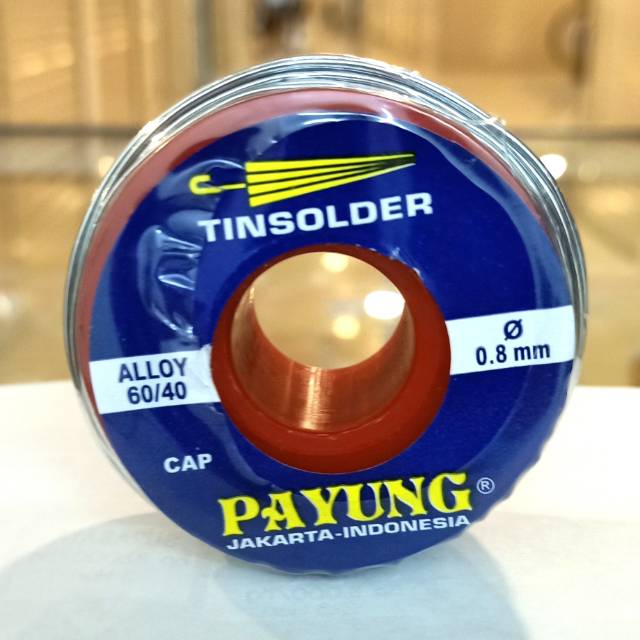 TINSOLDER
ALLOY
60/40
Ø
0.8 mm
CAP
PAYUNG®
JAKARTA-INDONESIA